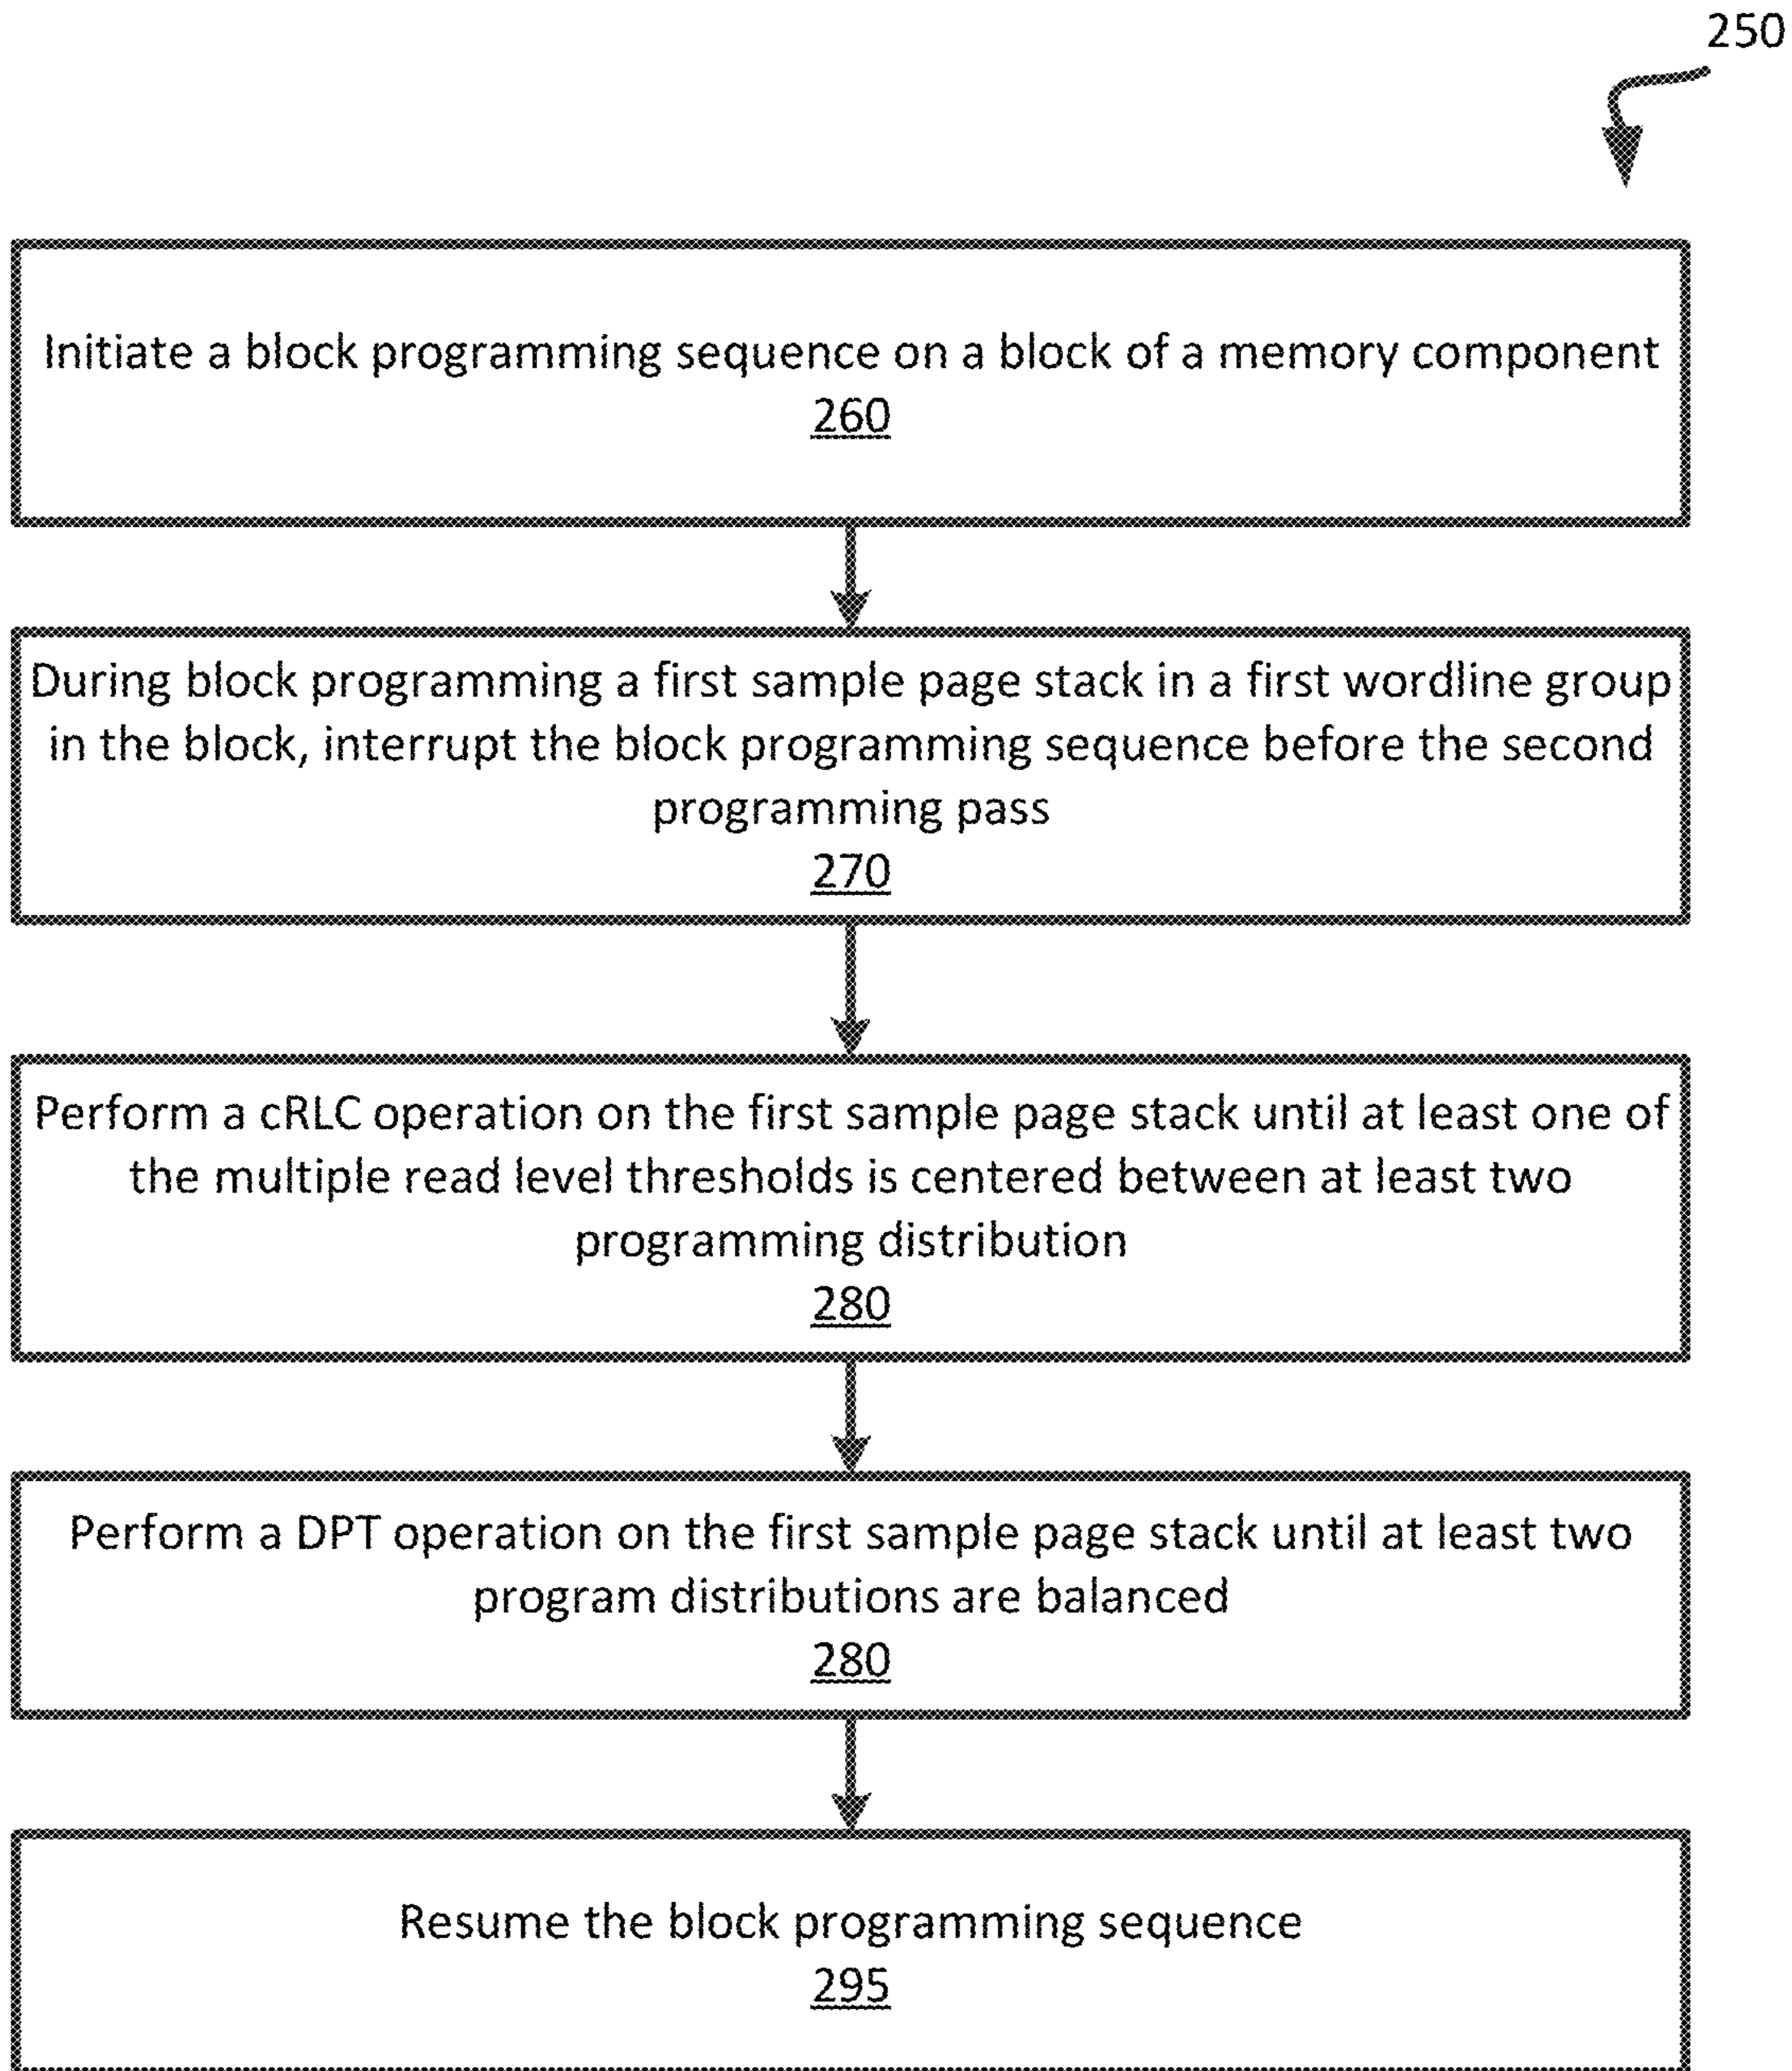 250
Initiate a block programming sequence on a block of a memory component
260
During block programming a first sample page stack in a first wordline group
in the block, interrupt the block programming sequence before the second
programming pass
270
Perform a cRLC operation on the first sample page stack until at least one of
the multiple read level thresholds is centered between at least two
programming distribution
280
Perform a DPT operation on the first sample page stack until at least two
program distributions are balanced
280
Resume the block programming sequence
295